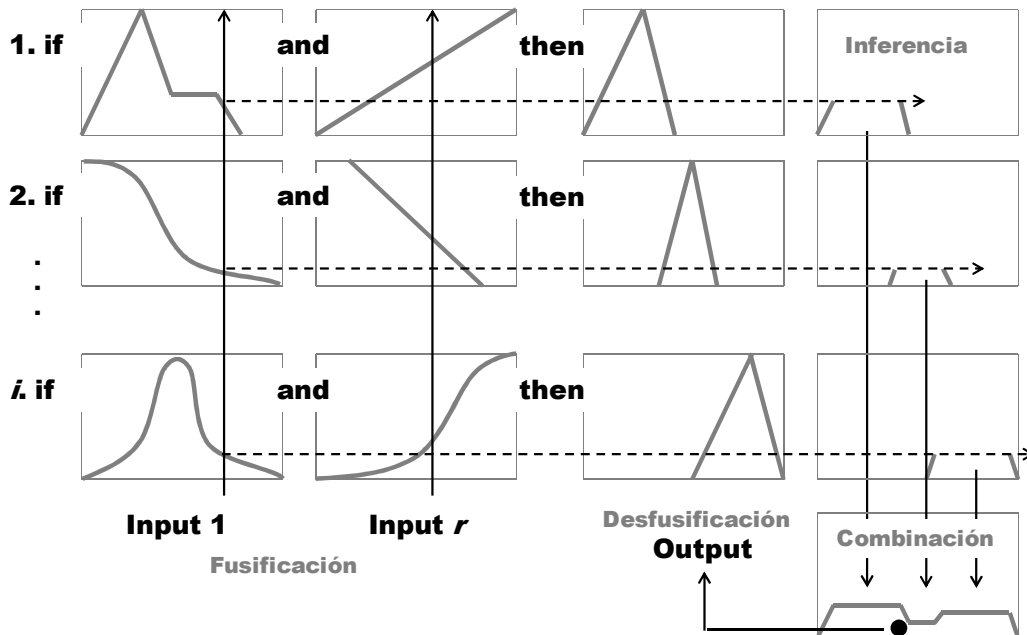 1. if and then Inferencia
2. if and then
.
.
.
i. if and then
Input 1 Input r Desfusificación
Output Combinación
Fusificación